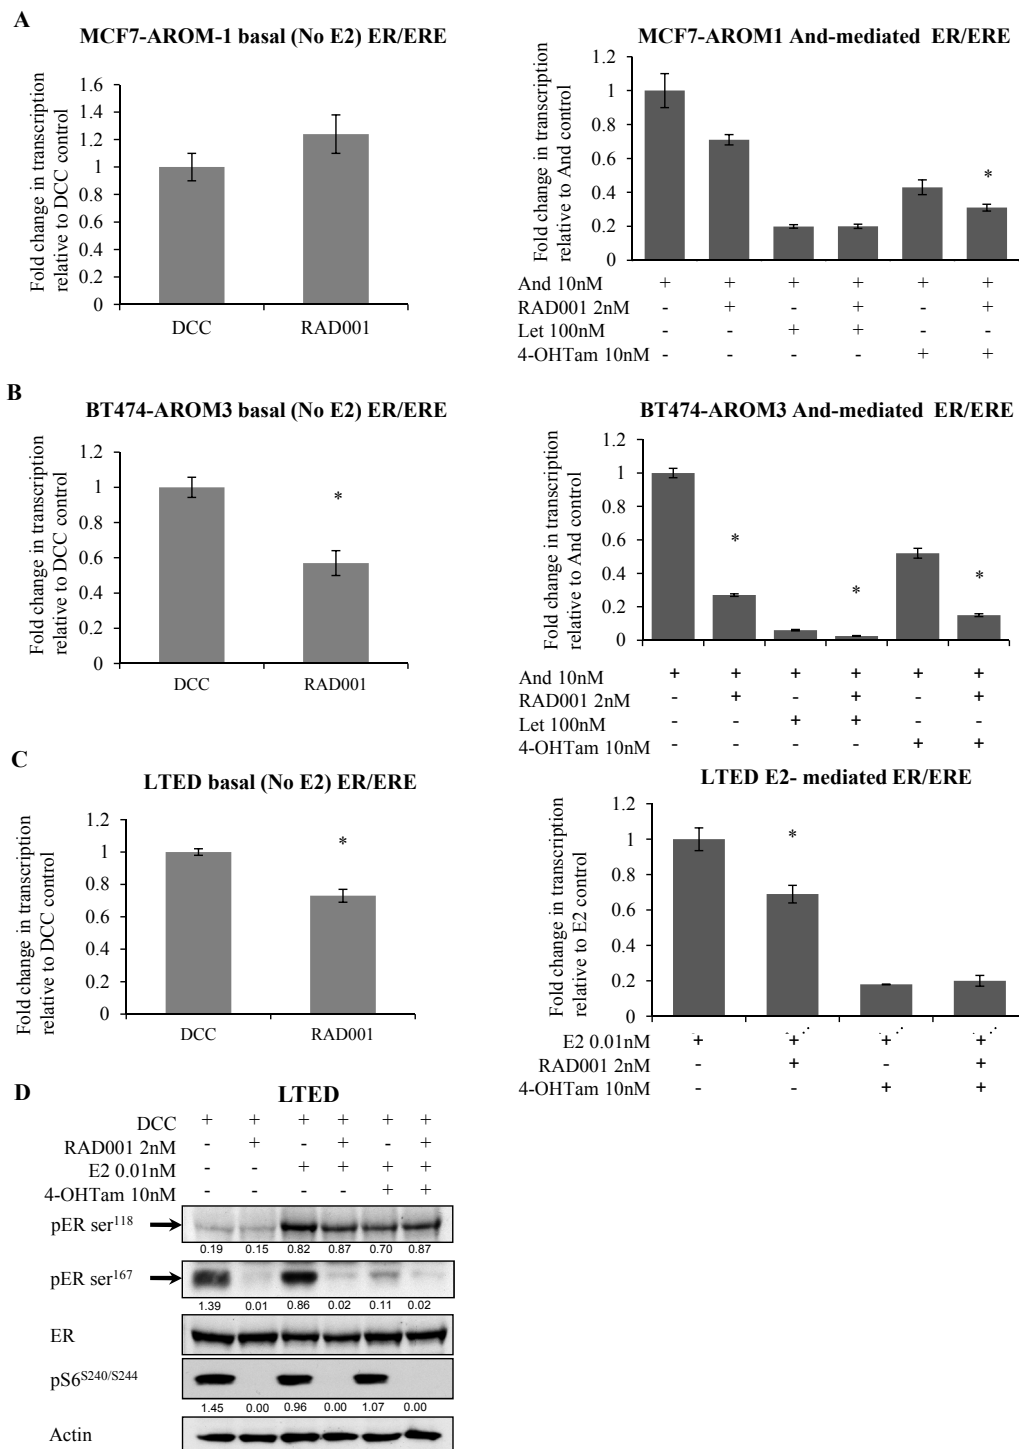 A
MCF7-AROM-1 basal (No E2) ER/ERE
Fold change in transcription
relative to DCC control
1.6
1.4
1.2
1
0.8
0.6
0.4
0.2
0
DCC RAD001
MCF7-AROM1 And-mediated ER/ERE
Fold change in transcription
relative to And control
1
0.8
0.6
0.4
0.2
0
*
And 10nM + + + + + +
RAD001 2nM - + - + - +
Let 100nM - - + + - -
4-OHTam 10nM - - - - + +
B
BT474-AROM3 basal (No E2) ER/ERE
Fold change in transcription
relative to DCC control
1.2
1
0.8
0.6
0.4
0.2
0
*
DCC RAD001
BT474-AROM3 And-mediated ER/ERE
Fold change in transcription
relative to And control
1.2
1
0.8
0.6
0.4
0.2
0
* * *
And 10nM + + + + + +
RAD001 2nM - + - + - +
Let 100nM - - + + - -
4-OHTam 10nM - - - - + +
C
LTED basal (No E2) ER/ERE
Fold change in transcription
relative to DCC control
1.2
1
0.8
0.6
0.4
0.2
0
*
DCC RAD001
LTED E2- mediated ER/ERE
Fold change in transcription
relative to E2 control
1.2
1
0.8
0.6
0.4
0.2
0
*
E2 0.01nM + + + +
RAD001 2nM - + - +
4-OHTam 10nM - - + +
D
LTED
DCC + + + + + +
RAD001 2nM - + - + - +
E2 0.01nM - - + + + +
4-OHTam 10nM - - - - + +
pER ser118
0.19 0.15 0.82 0.87 0.70 0.87
pER ser167
1.39 0.01 0.86 0.02 0.11 0.02
ER
pS6S240/S244
1.45 0.00 0.96 0.00 1.07 0.00
Actin